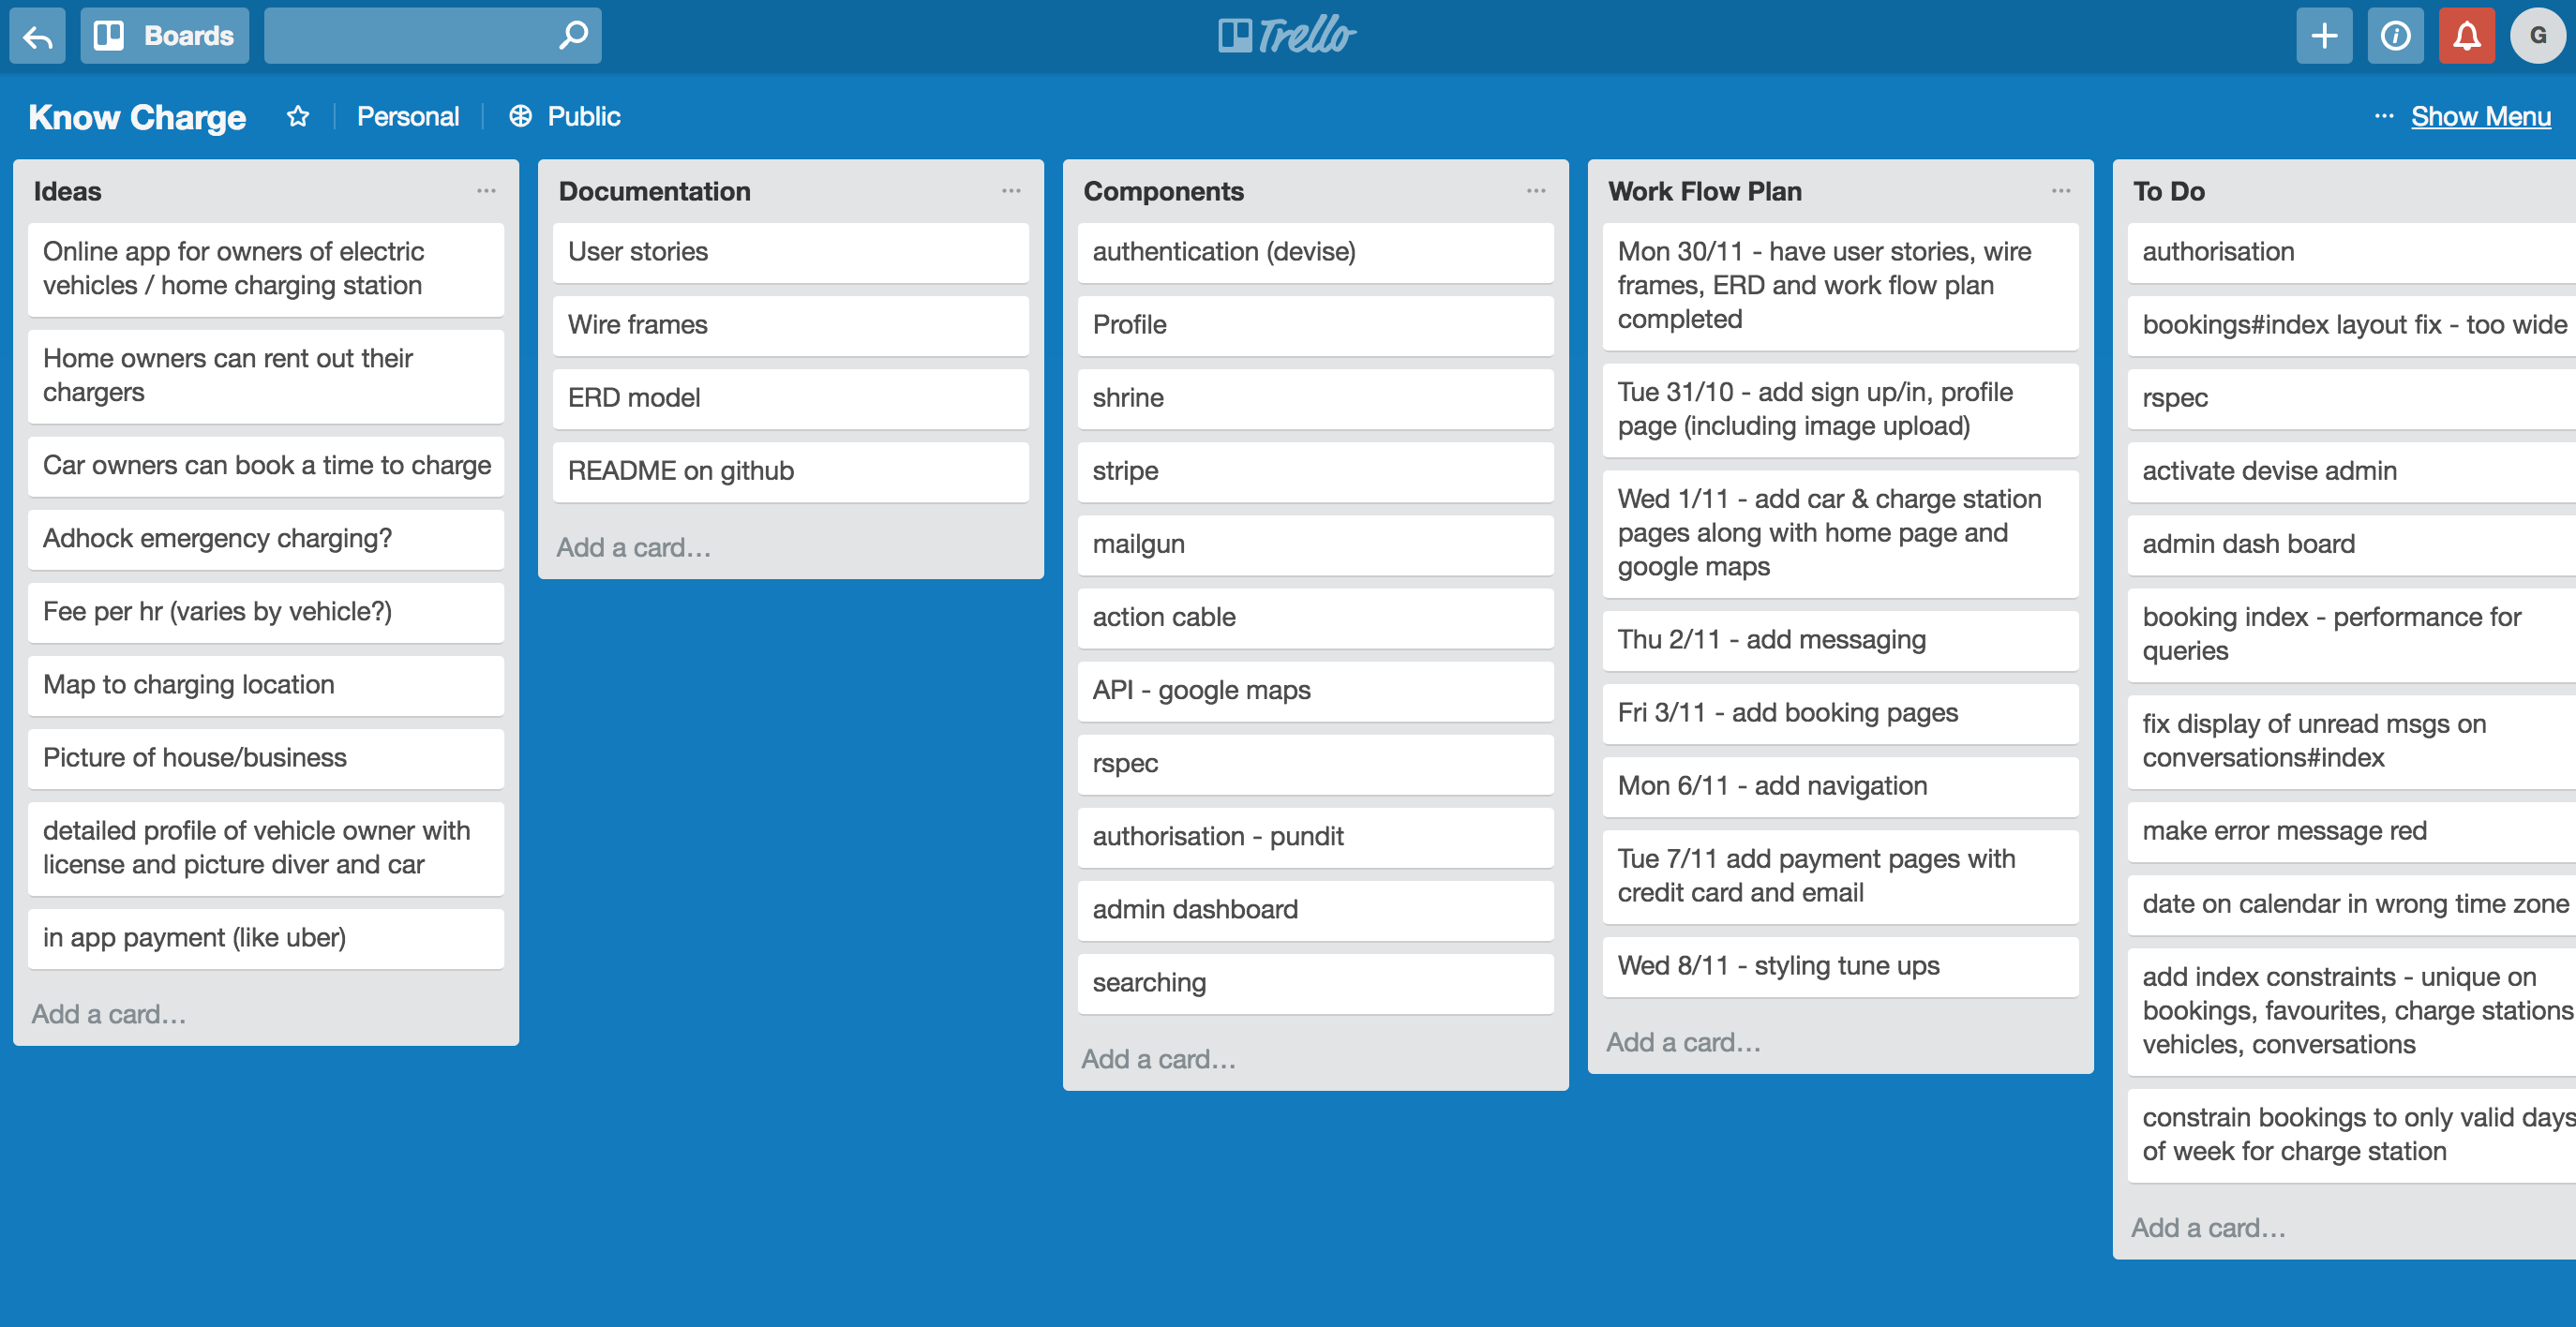 Boards
Trello
G
Know Charge
Personal
Public
... Show Menu
Ideas
Online app for owners of electric
vehicles / home charging station
Home owners can rent out their
chargers
Car owners can book a time to charge
Adhock emergency charging?
Fee per hr (varies by vehicle?)
Map to charging location
Picture of house/business
detailed profile of vehicle owner with
license and picture diver and car
in app payment (like uber)
Add a card...
Documentation
User stories
Wire frames
ERD model
README on github
Add a card...
Components
authentication (devise)
Profile
shrine
stripe
mailgun
action cable
API - google maps
rspec
authorisation - pundit
admin dashboard
searching
Add a card...
Work Flow Plan
Mon 30/11 - have user stories, wire
frames, ERD and work flow plan
completed
Tue 31/10 - add sign up/in, profile
page (including image upload)
Wed 1/11 - add car & charge station
pages along with home page and
google maps
Thu 2/11 - add messaging
Fri 3/11 - add booking pages
Mon 6/11 - add navigation
Tue 7/11 add payment pages with
credit card and email
Wed 8/11 - styling tune ups
Add a card...
To Do
authorisation
bookings#index layout fix - too wide
rspec
activate devise admin
admin dash board
booking index - performance for
queries
fix display of unread msgs on
conversations#index
make error message red
date on calendar in wrong time zone
add index constraints - unique on
bookings, favourites, charge stations
vehicles, conversations
constrain bookings to only valid days
of week for charge station
Add a card...